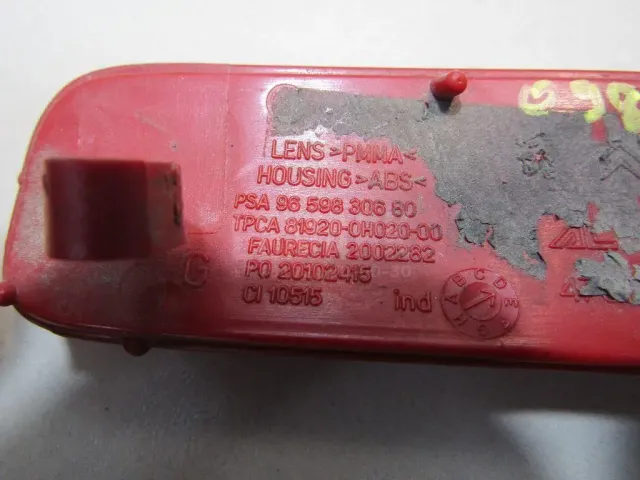 LENS >PMMA<
HOUSING >ABS<
PSA 96 598 306 80
TPCA 81920-0H020-00
FAURECIA 2002282
PO 20102415
CI 10515
ind
A B C D E F G H
G